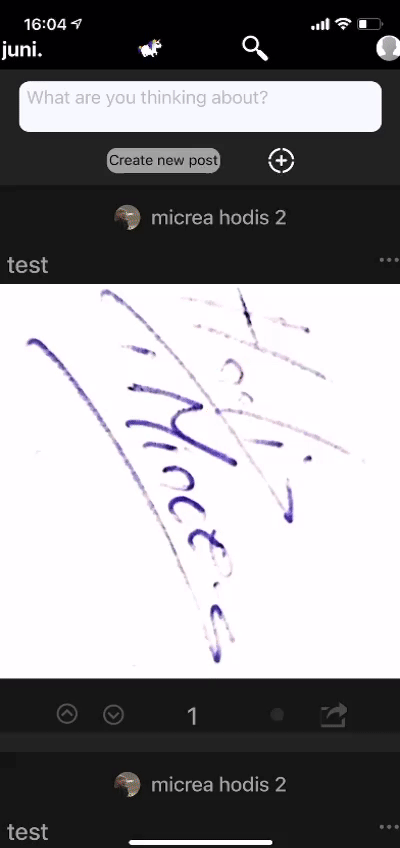 16:04
juni.
What are you thinking about?
Create new post
micrea hodis 2
test
1
micrea hodis 2
test